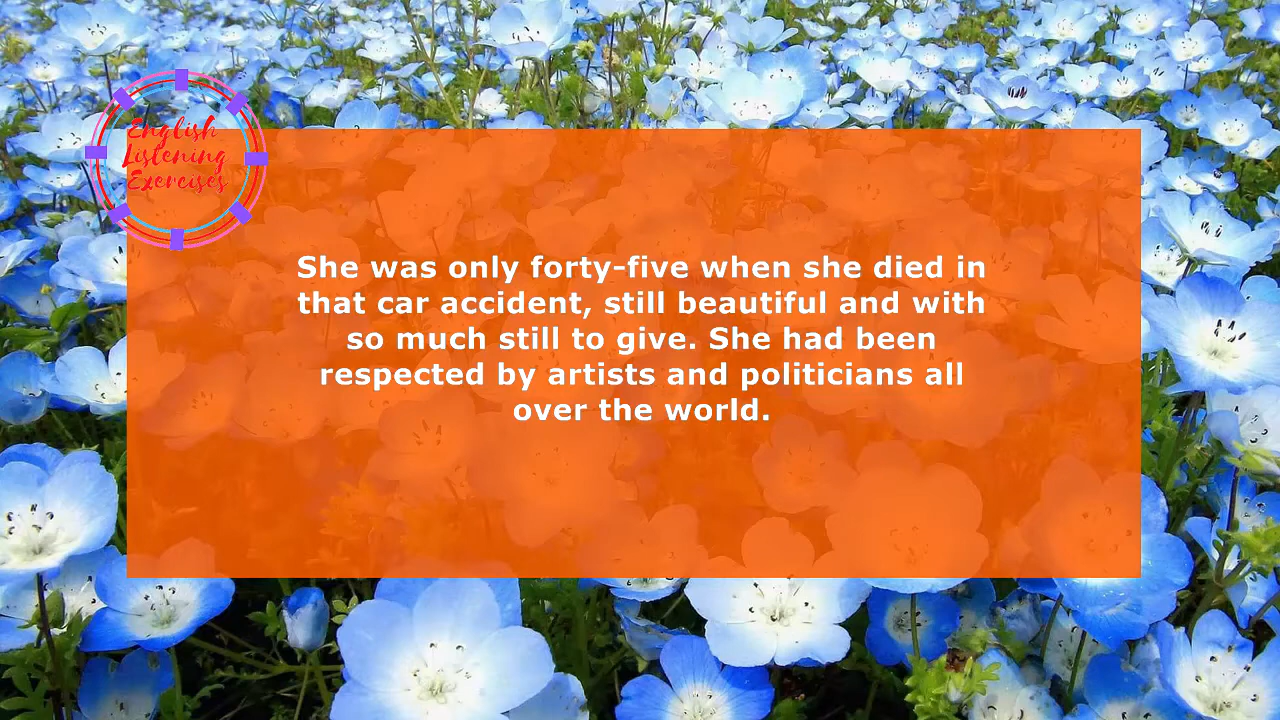 English
Listening
Exercises
She was only forty-five when she died in
that car accident, still beautiful and with
so much still to give. She had been
respected by artists and politicians all
over the world.